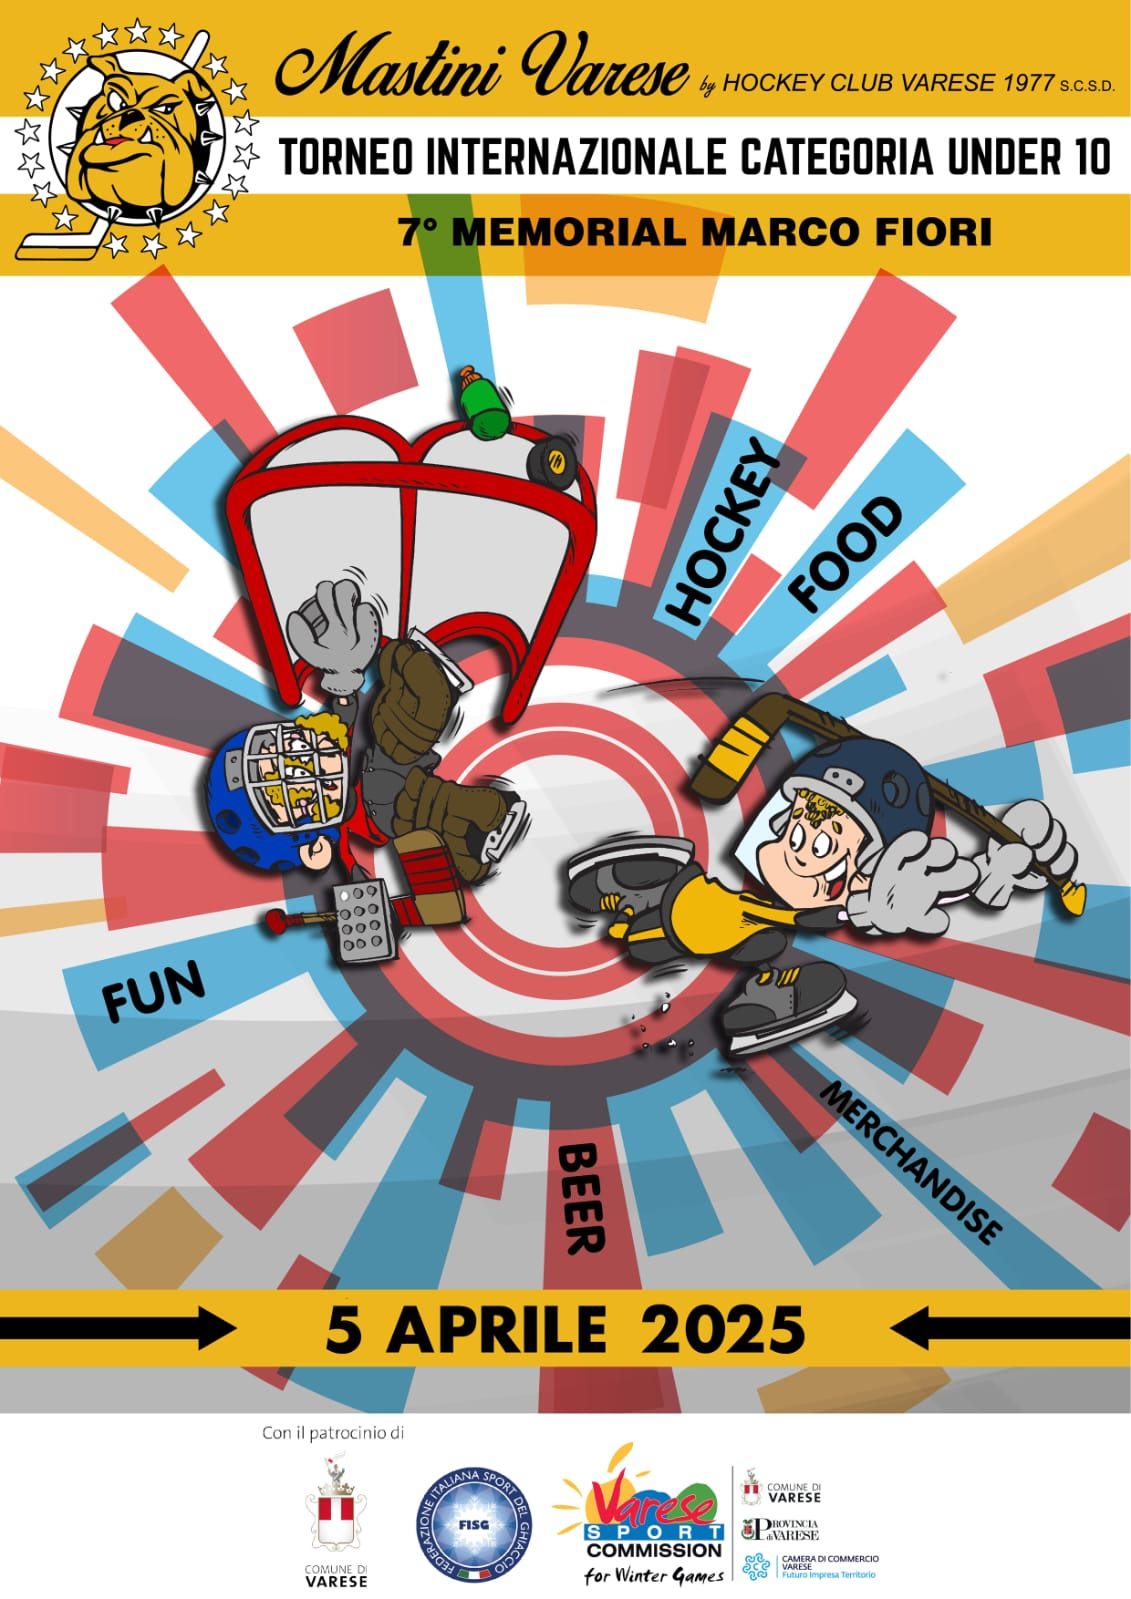 Mastini Varese by HOCKEY CLUB VARESE 1977 S.C.S.D.
TORNEO INTERNAZIONALE CATEGORIA UNDER 10
7° MEMORIAL MARCO FIORI
HOCKEY
FOOD
FUN
MERCHANDISE
BEER
5 APRILE 2025
Con il patrocinio di
COMUNE DI
VARESE
FEDERAZIONE ITALIANA SPORT DEL GHIACCIO
FISG
Varese
SPORT
COMMISSION
for Winter Games
COMUNE DI
VARESE
PROVINCIA
di VARESE
CAMERA DI COMMERCIO
VARESE
Futuro Impresa Territorio